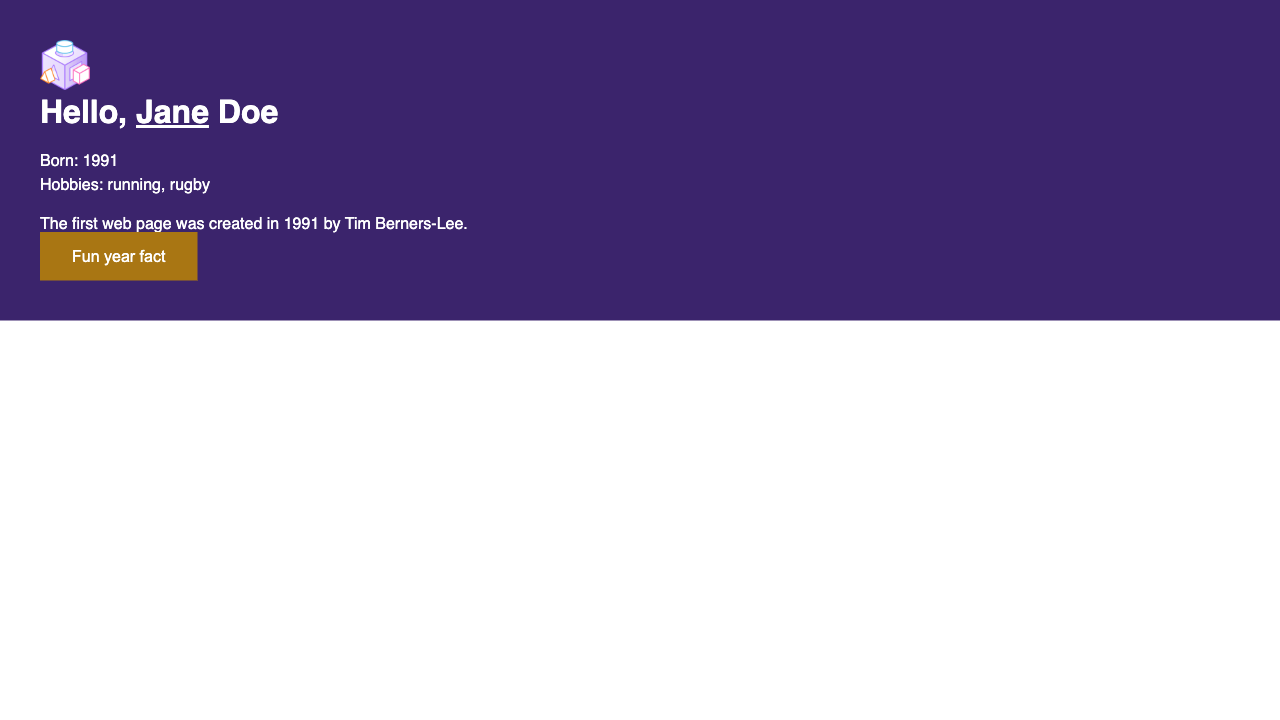 Hello, Jane Doe
Born: 1991
Hobbies: running, rugby
The first web page was created in 1991 by Tim Berners-Lee.
Fun year fact